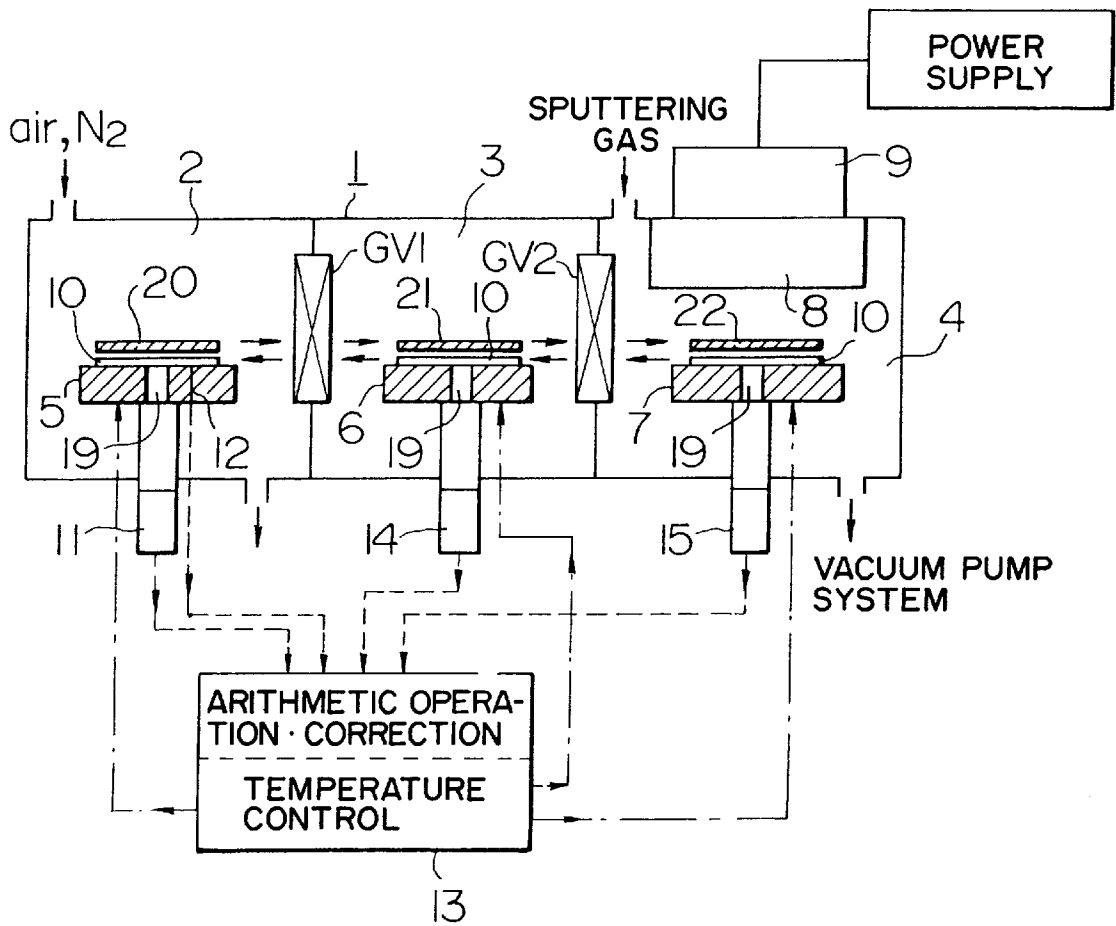 POWER
SUPPLY
SPUTTERING
GAS
air, N2
2
1
3
9
GV1
GV2
10
20
21
10
22
8
10
4
5
19
12
6
19
7
19
11
14
15
VACUUM PUMP
SYSTEM
ARITHMETIC OPERA-
TION · CORRECTION
TEMPERATURE
CONTROL
13